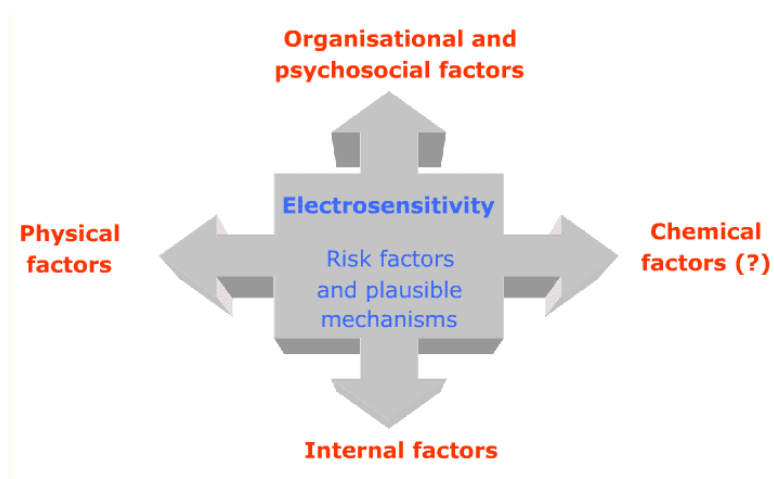 Organisational and
psychosocial factors
Electrosensitivity
Physical
factors
Risk factors
and plausible
mechanisms
Chemical
factors (?)
Internal factors